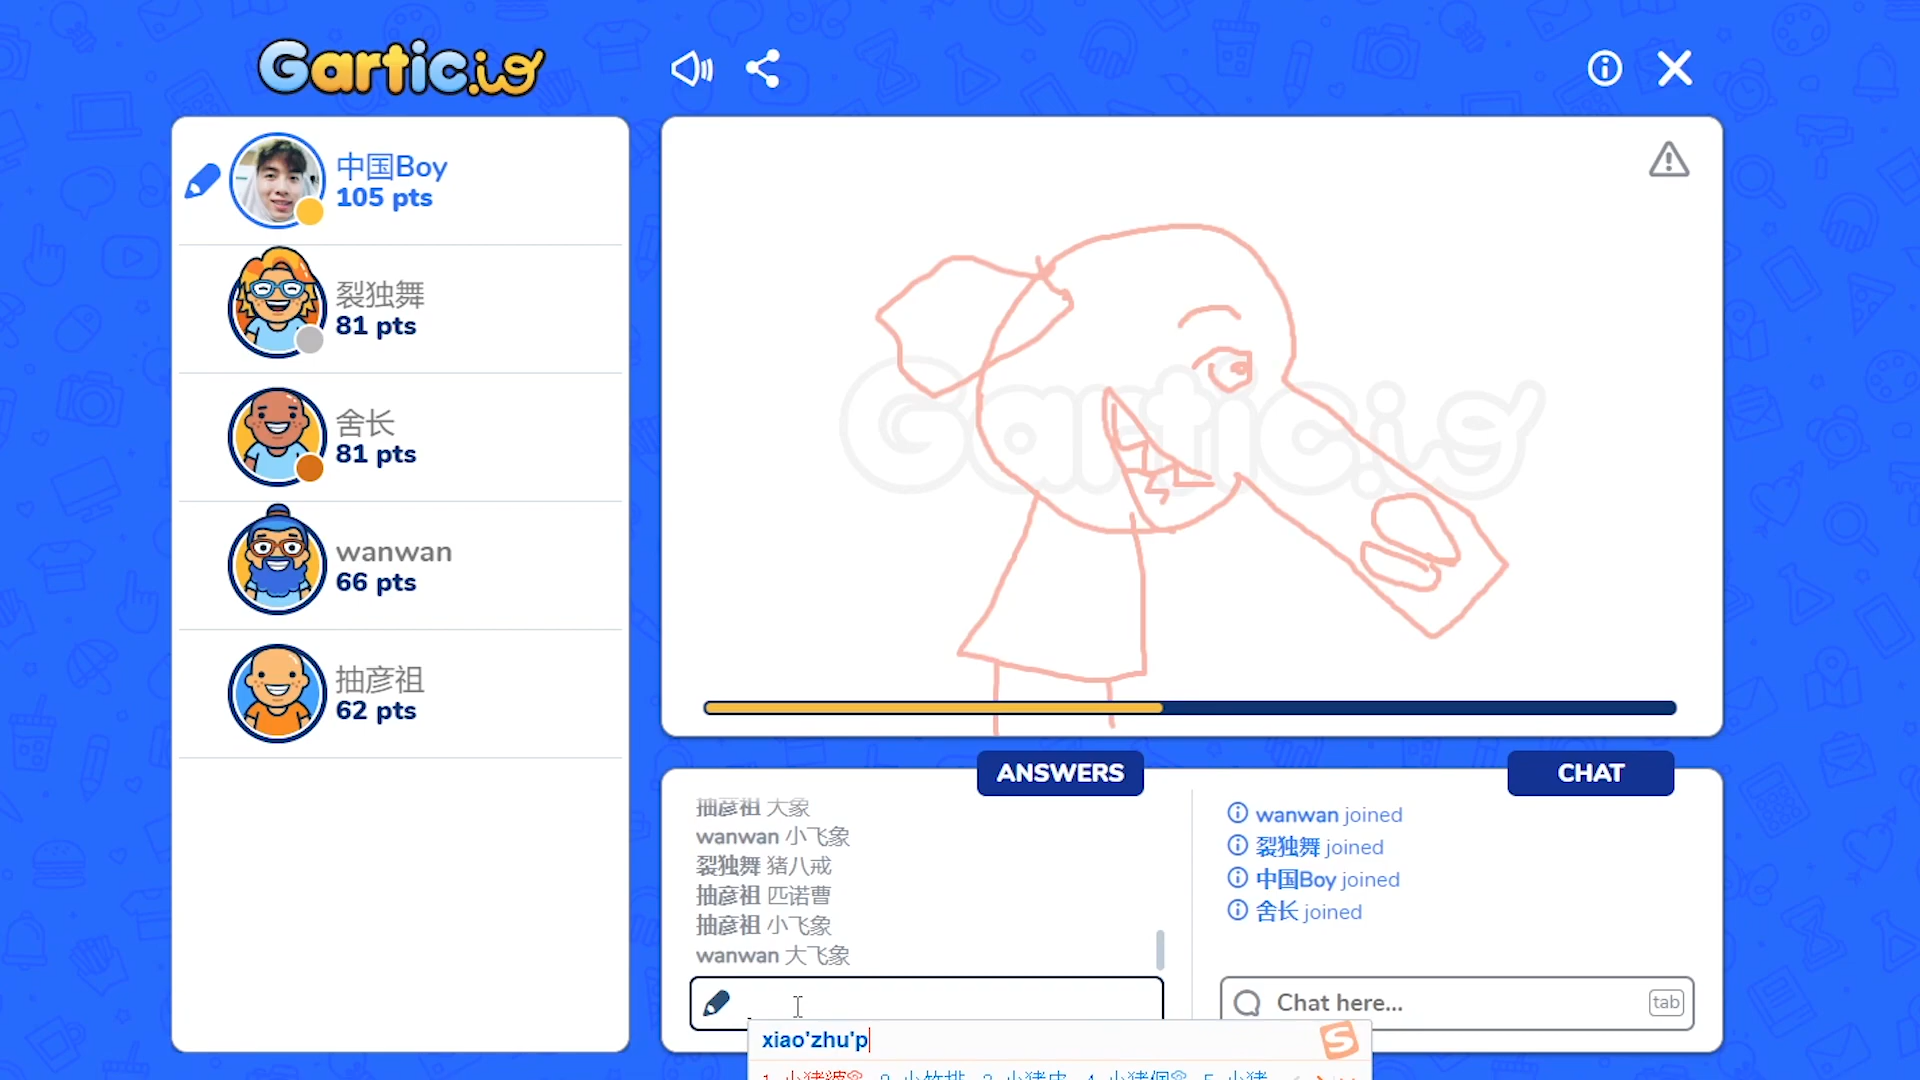 Gartic.io
中国Boy
105 pts
裂独舞
81 pts
舍长
81 pts
wanwan
66 pts
抽彦祖
62 pts
Gartic.io
ANSWERS
抽彦祖 大象
wanwan 小飞象
裂独舞 猪八戒
抽彦祖 匹诺曹
抽彦祖 小飞象
wanwan 大飞象
CHAT
wanwan joined
裂独舞 joined
中国Boy joined
舍长 joined
Chat here...
tab
xiao'zhu'p